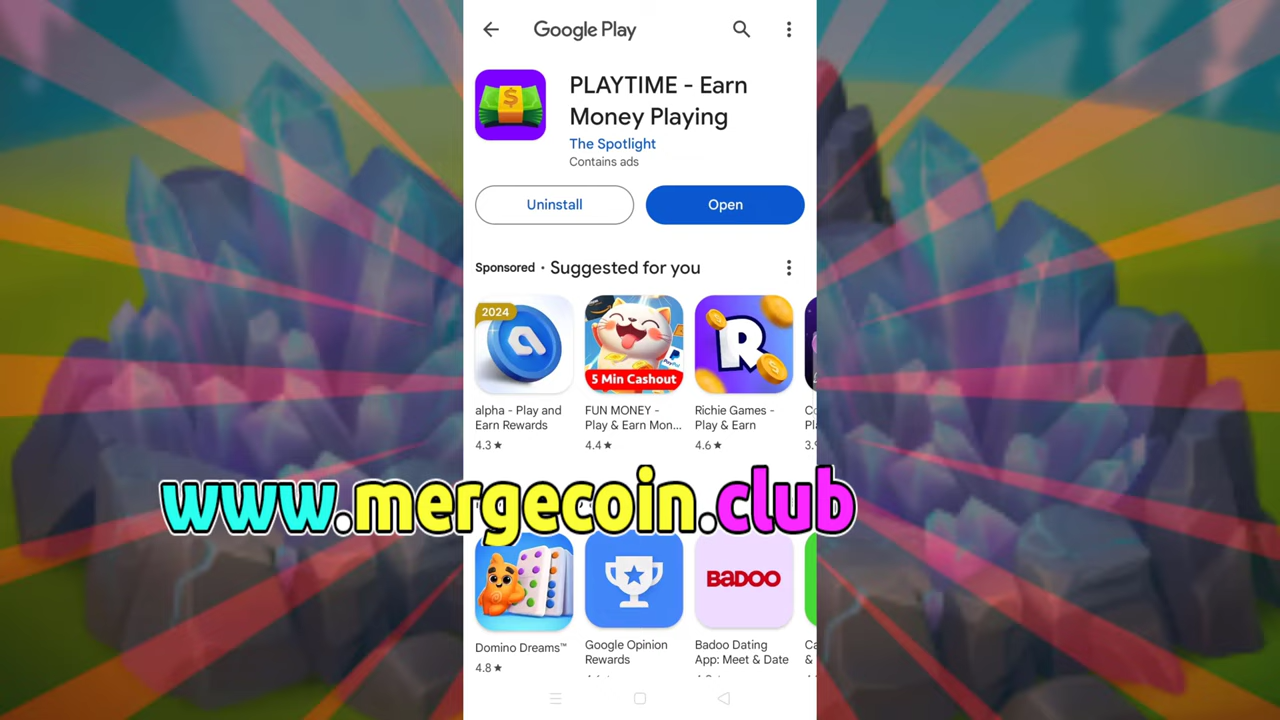 Google Play
PLAYTIME - Earn
Money Playing
The Spotlight
Contains ads
Uninstall
Open
Sponsored · Suggested for you
2024
5 Min Cashout
R
alpha - Play and
Earn Rewards
4.3★
FUN MONEY -
Play & Earn Mon...
4.4★
Richie Games -
Play & Earn
4.6★
3.
www.mergecoin.club
BADOO
Domino Dreams™
4.8★
Google Opinion
Rewards
Badoo Dating
App: Meet & Date